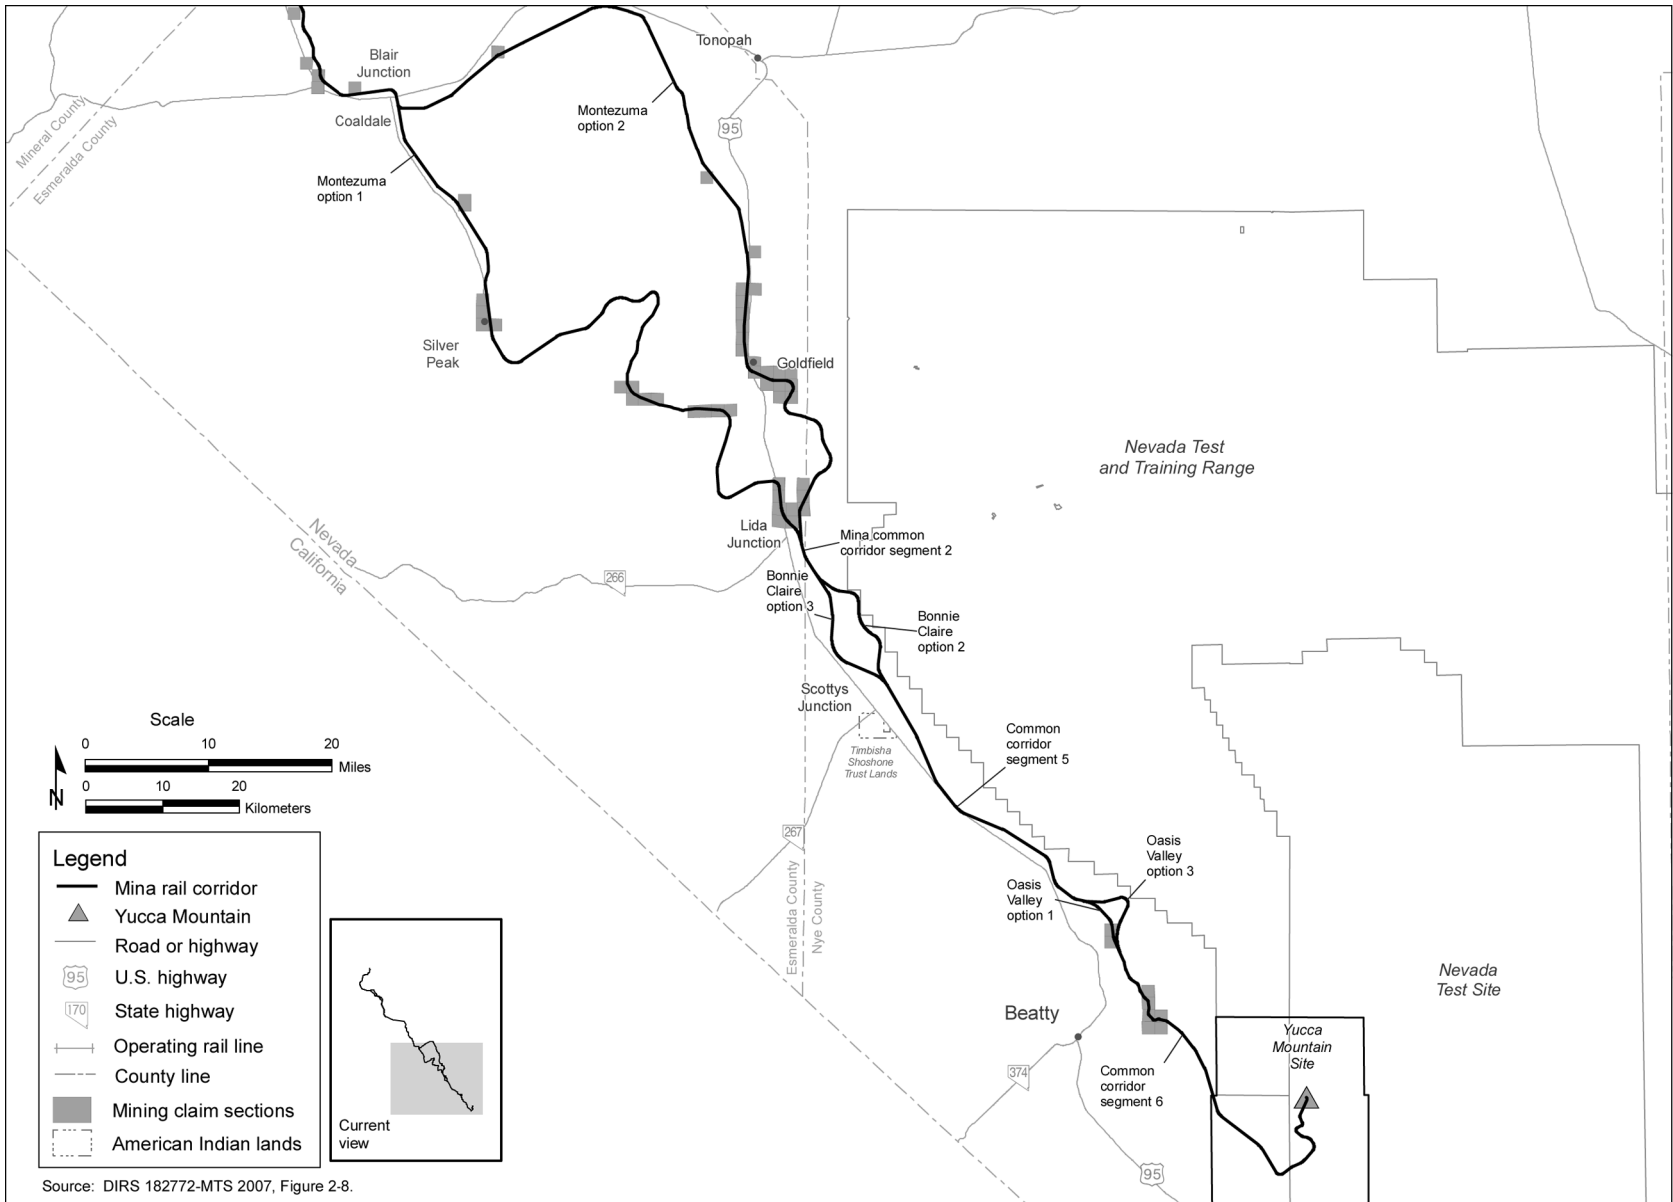 Tonopah
Blair
Junction
Coaldale
Mineral County
Esmeralda County
Montezuma
option 2
95
Montezuma
option 1
Silver
Peak
Goldfield
Nevada Test
and Training Range
Lida
Junction
Mina common
corridor segment 2
Nevada
California
266
Bonnie
Claire
option 3
Bonnie
Claire
option 2
Scottys
Junction
Timbisha
Shoshone
Trust Lands
Common
corridor
segment 5
Scale
0 10 20
Miles
0 10 20
Kilometers
N
267
Esmeralda County
Nye County
Oasis
Valley
option 3
Oasis
Valley
option 1
Nevada
Test Site
Beatty
Yucca
Mountain
Site
374
Common
corridor
segment 6
95
Legend
Mina rail corridor
Yucca Mountain
Road or highway
95 U.S. highway
170 State highway
Operating rail line
County line
Mining claim sections
American Indian lands
Current
view
Source: DIRS 182772-MTS 2007, Figure 2-8.